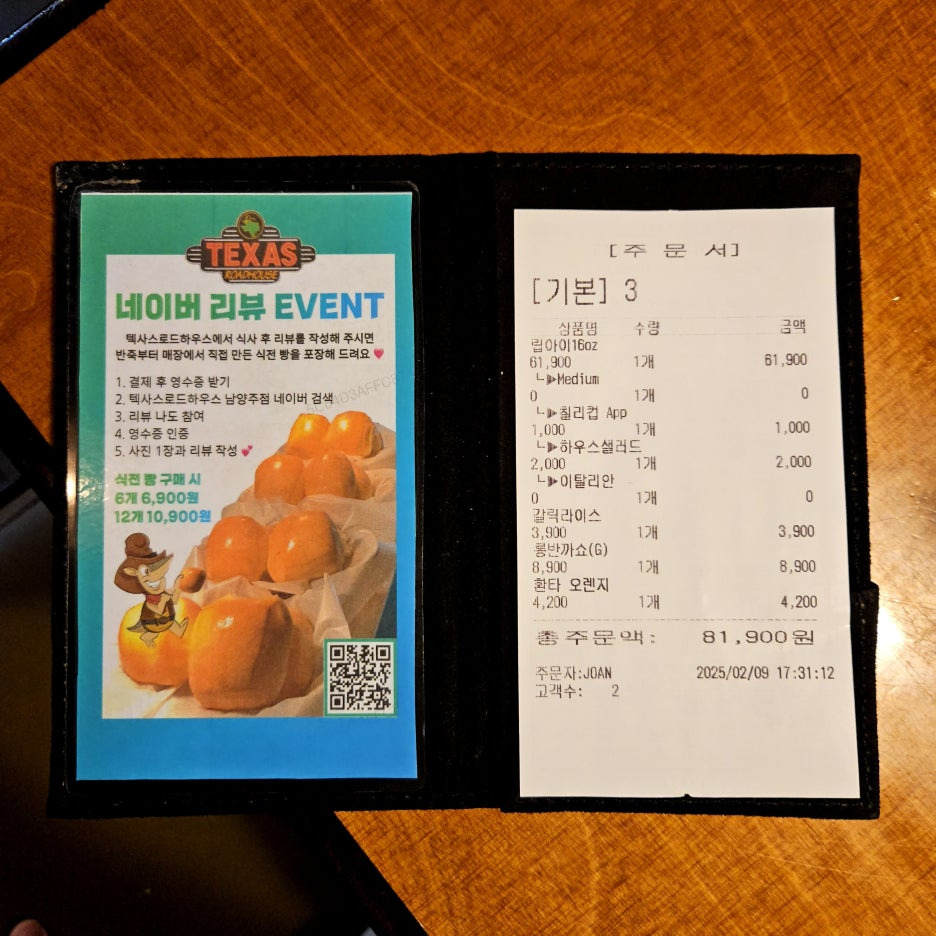 TEXAS
ROADHOUSE
네이버 리뷰 EVENT
텍사스로드하우스에서 식사 후 리뷰를 작성해 주시면
반죽부터 매장에서 직접 만든 식전 빵을 포장해 드려요
1. 결제 후 영수증 받기
2. 텍사스로드하우스 남양주점 네이버 검색
3. 리뷰 나도 참여
4. 영수증 인증
5. 사진 1장과 리뷰 작성
식전 빵 구매 시
6개 6,900원
12개 10,900원
[주 문 서]
[기본] 3
상품명 수량 금액
립아이16oz
61,900 1개 61,900
└▶Medium
0 1개 0
└▶칠리컵 App
1,000 1개 1,000
└▶하우스샐러드
2,000 1개 2,000
└▶이탈리안
0 1개 0
갈릭라이스
3,900 1개 3,900
롱반까쇼(G)
8,900 1개 8,900
환타 오렌지
4,200 1개 4,200
총주문액: 81,900원
주문자:JOAN 2025/02/09 17:31:12
고객수: 2